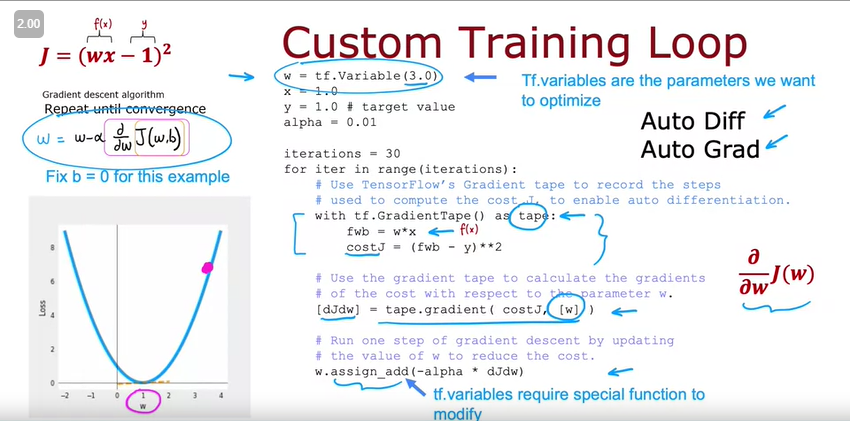 2.00
f(x) y
J = (wx − 1)²
Gradient descent algorithm
Repeat until convergence
w = w-α d/dw J(w,b)
Fix b = 0 for this example
Loss
8
6
4
2
0
-2 -1 0 1 2 3 4
w
Custom Training Loop
w = tf.Variable(3.0)
x = 1.0
y = 1.0 # target value
alpha = 0.01
Tf.variables are the parameters we want
to optimize
Auto Diff
Auto Grad
iterations = 30
for iter in range(iterations):
# Use TensorFlow's Gradient tape to record the steps
# used to compute the cost J, to enable auto differentiation.
with tf.GradientTape() as tape:
fwb = w*x f(x)
costJ = (fwb - y)**2
# Use the gradient tape to calculate the gradients
# of the cost with respect to the parameter w.
[dJdw] = tape.gradient( costJ, [w] )
∂/∂w J(w)
# Run one step of gradient descent by updating
# the value of w to reduce the cost.
w.assign_add(-alpha * dJdw)
tf.variables require special function to
modify